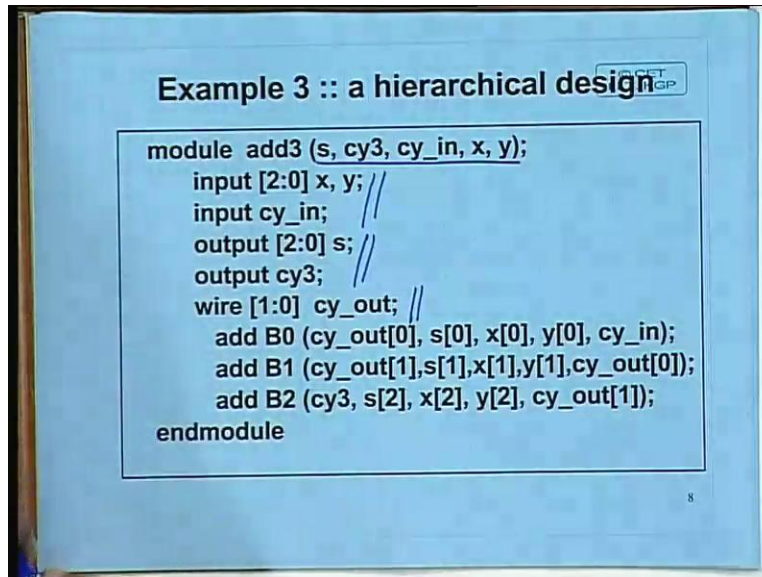 Example 3 :: a hierarchical design
module add3 (s, cy3, cy_in, x, y);
input [2:0] x, y;
input cy_in;
output [2:0] s;
output cy3;
wire [1:0] cy_out;
add B0 (cy_out[0], s[0], x[0], y[0], cy_in);
add B1 (cy_out[1],s[1],x[1],y[1],cy_out[0]);
add B2 (cy3, s[2], x[2], y[2], cy_out[1]);
endmodule
8